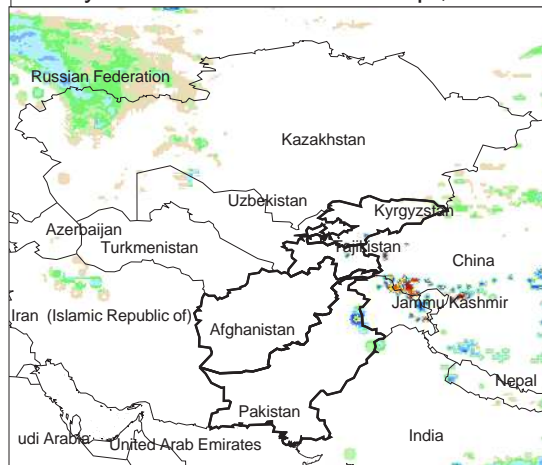 Russian Federation
Kazakhstan
Uzbekistan
Kyrgyzstan
Azerbaijan
Turkmenistan
Tajikistan
China
Jammu Kashmir
Iran (Islamic Republic of)
Afghanistan
Nepal
Pakistan
udi Arabia
United Arab Emirates
India